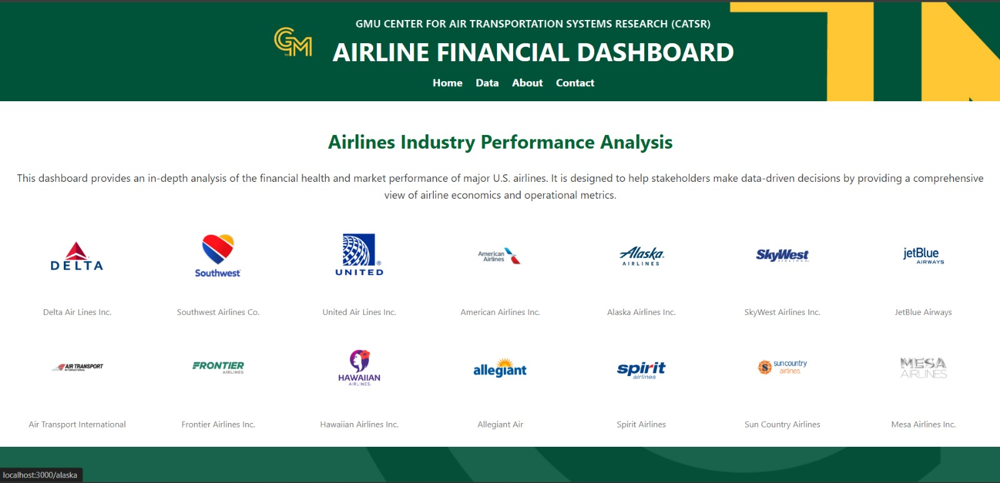 GMU CENTER FOR AIR TRANSPORTATION SYSTEMS RESEARCH (CATSR)
GM
AIRLINE FINANCIAL DASHBOARD
Home Data About Contact
Airlines Industry Performance Analysis
This dashboard provides an in-depth analysis of the financial health and market performance of major U.S. airlines. It is designed to help stakeholders make data-driven decisions by providing a comprehensive
view of airline economics and operational metrics.
DELTA
Southwest
UNITED
American
Airlines
Alaska
AIRLINES
SkyWest
AIRLINES
jetBlue
AIRWAYS
Delta Air Lines Inc. Southwest Airlines Co. United Air Lines Inc. American Airlines Inc. Alaska Airlines Inc. SkyWest Airlines Inc. JetBlue Airways
AIR TRANSPORT
INTERNATIONAL
FRONTIER
AIRLINES
HAWAIIAN
AIRLINES
allegiant
spirit
airlines
sun country
airlines
MESA
AIRLINES
Air Transport International Frontier Airlines Inc. Hawaiian Airlines Inc. Allegiant Air Spirit Airlines Sun Country Airlines Mesa Airlines Inc.
localhost:3000/alaska